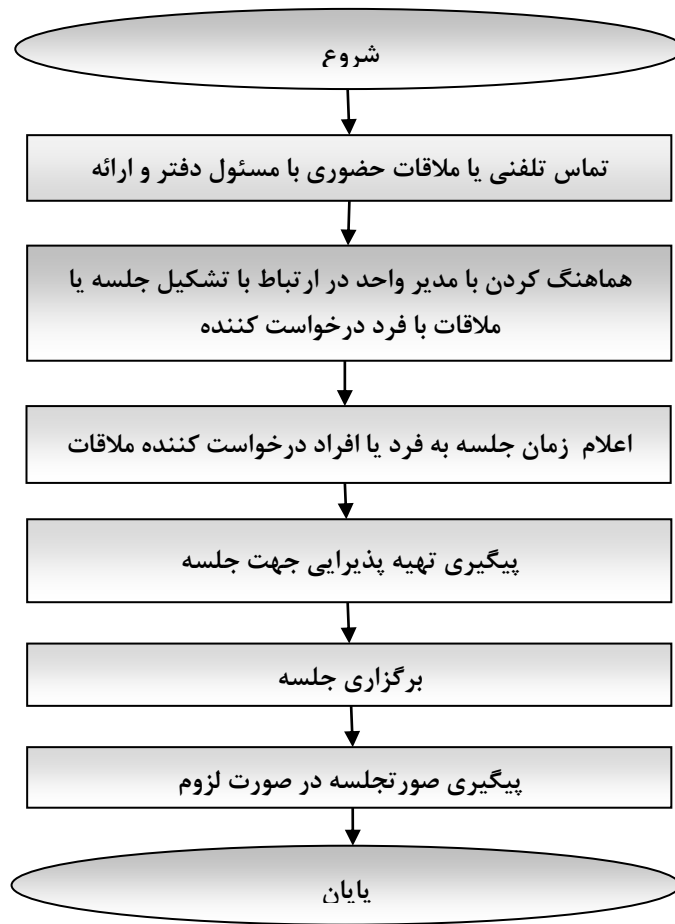 شروع
تماس تلفنی یا ملاقات حضوری با مسئول دفتر و ارائه
هماهنگ کردن با مدیر واحد در ارتباط با تشکیل جلسه یا
ملاقات با فرد درخواست کننده
اعلام زمان جلسه به فرد یا افراد درخواست کننده ملاقات
پیگیری تهیه پذیرایی جهت جلسه
برگزاری جلسه
پیگیری صورتجلسه در صورت لزوم
پایان